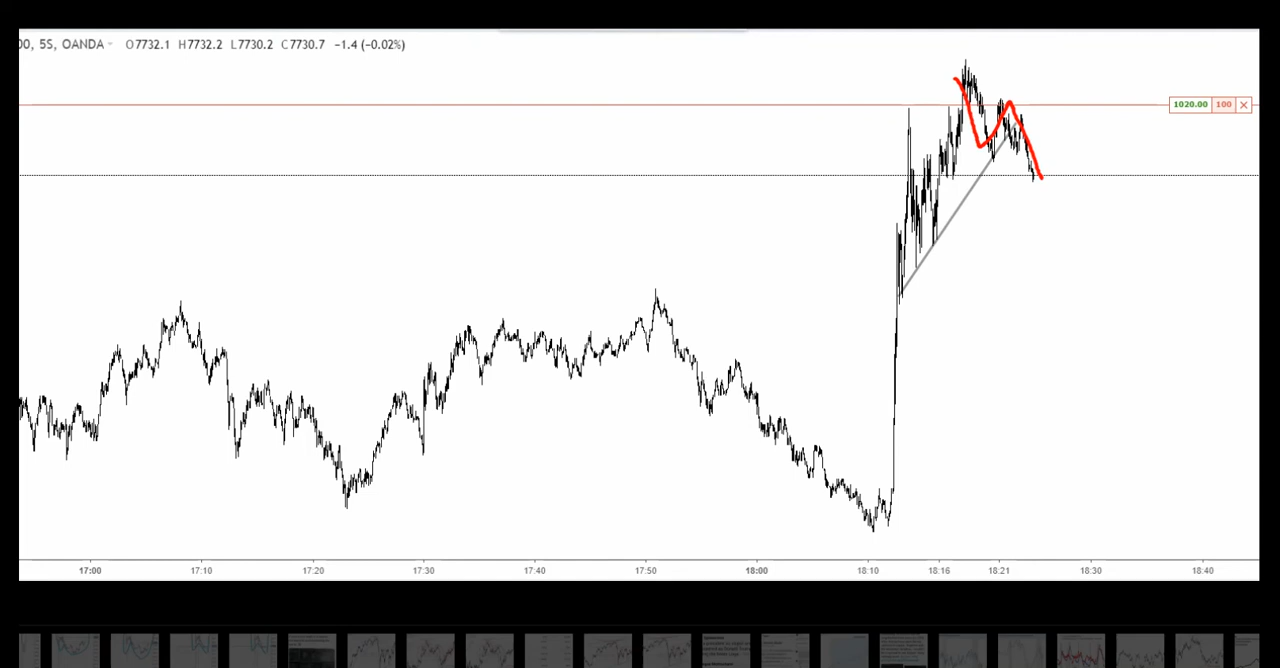 00, 5S, OANDA O7732.1 H7732.2 L7730.2 C7730.7 −1.4 (−0.02%)
1020.00 100
17:00 17:10 17:20 17:30 17:40 17:50 18:00 18:10 18:16 18:21 18:30 18:40